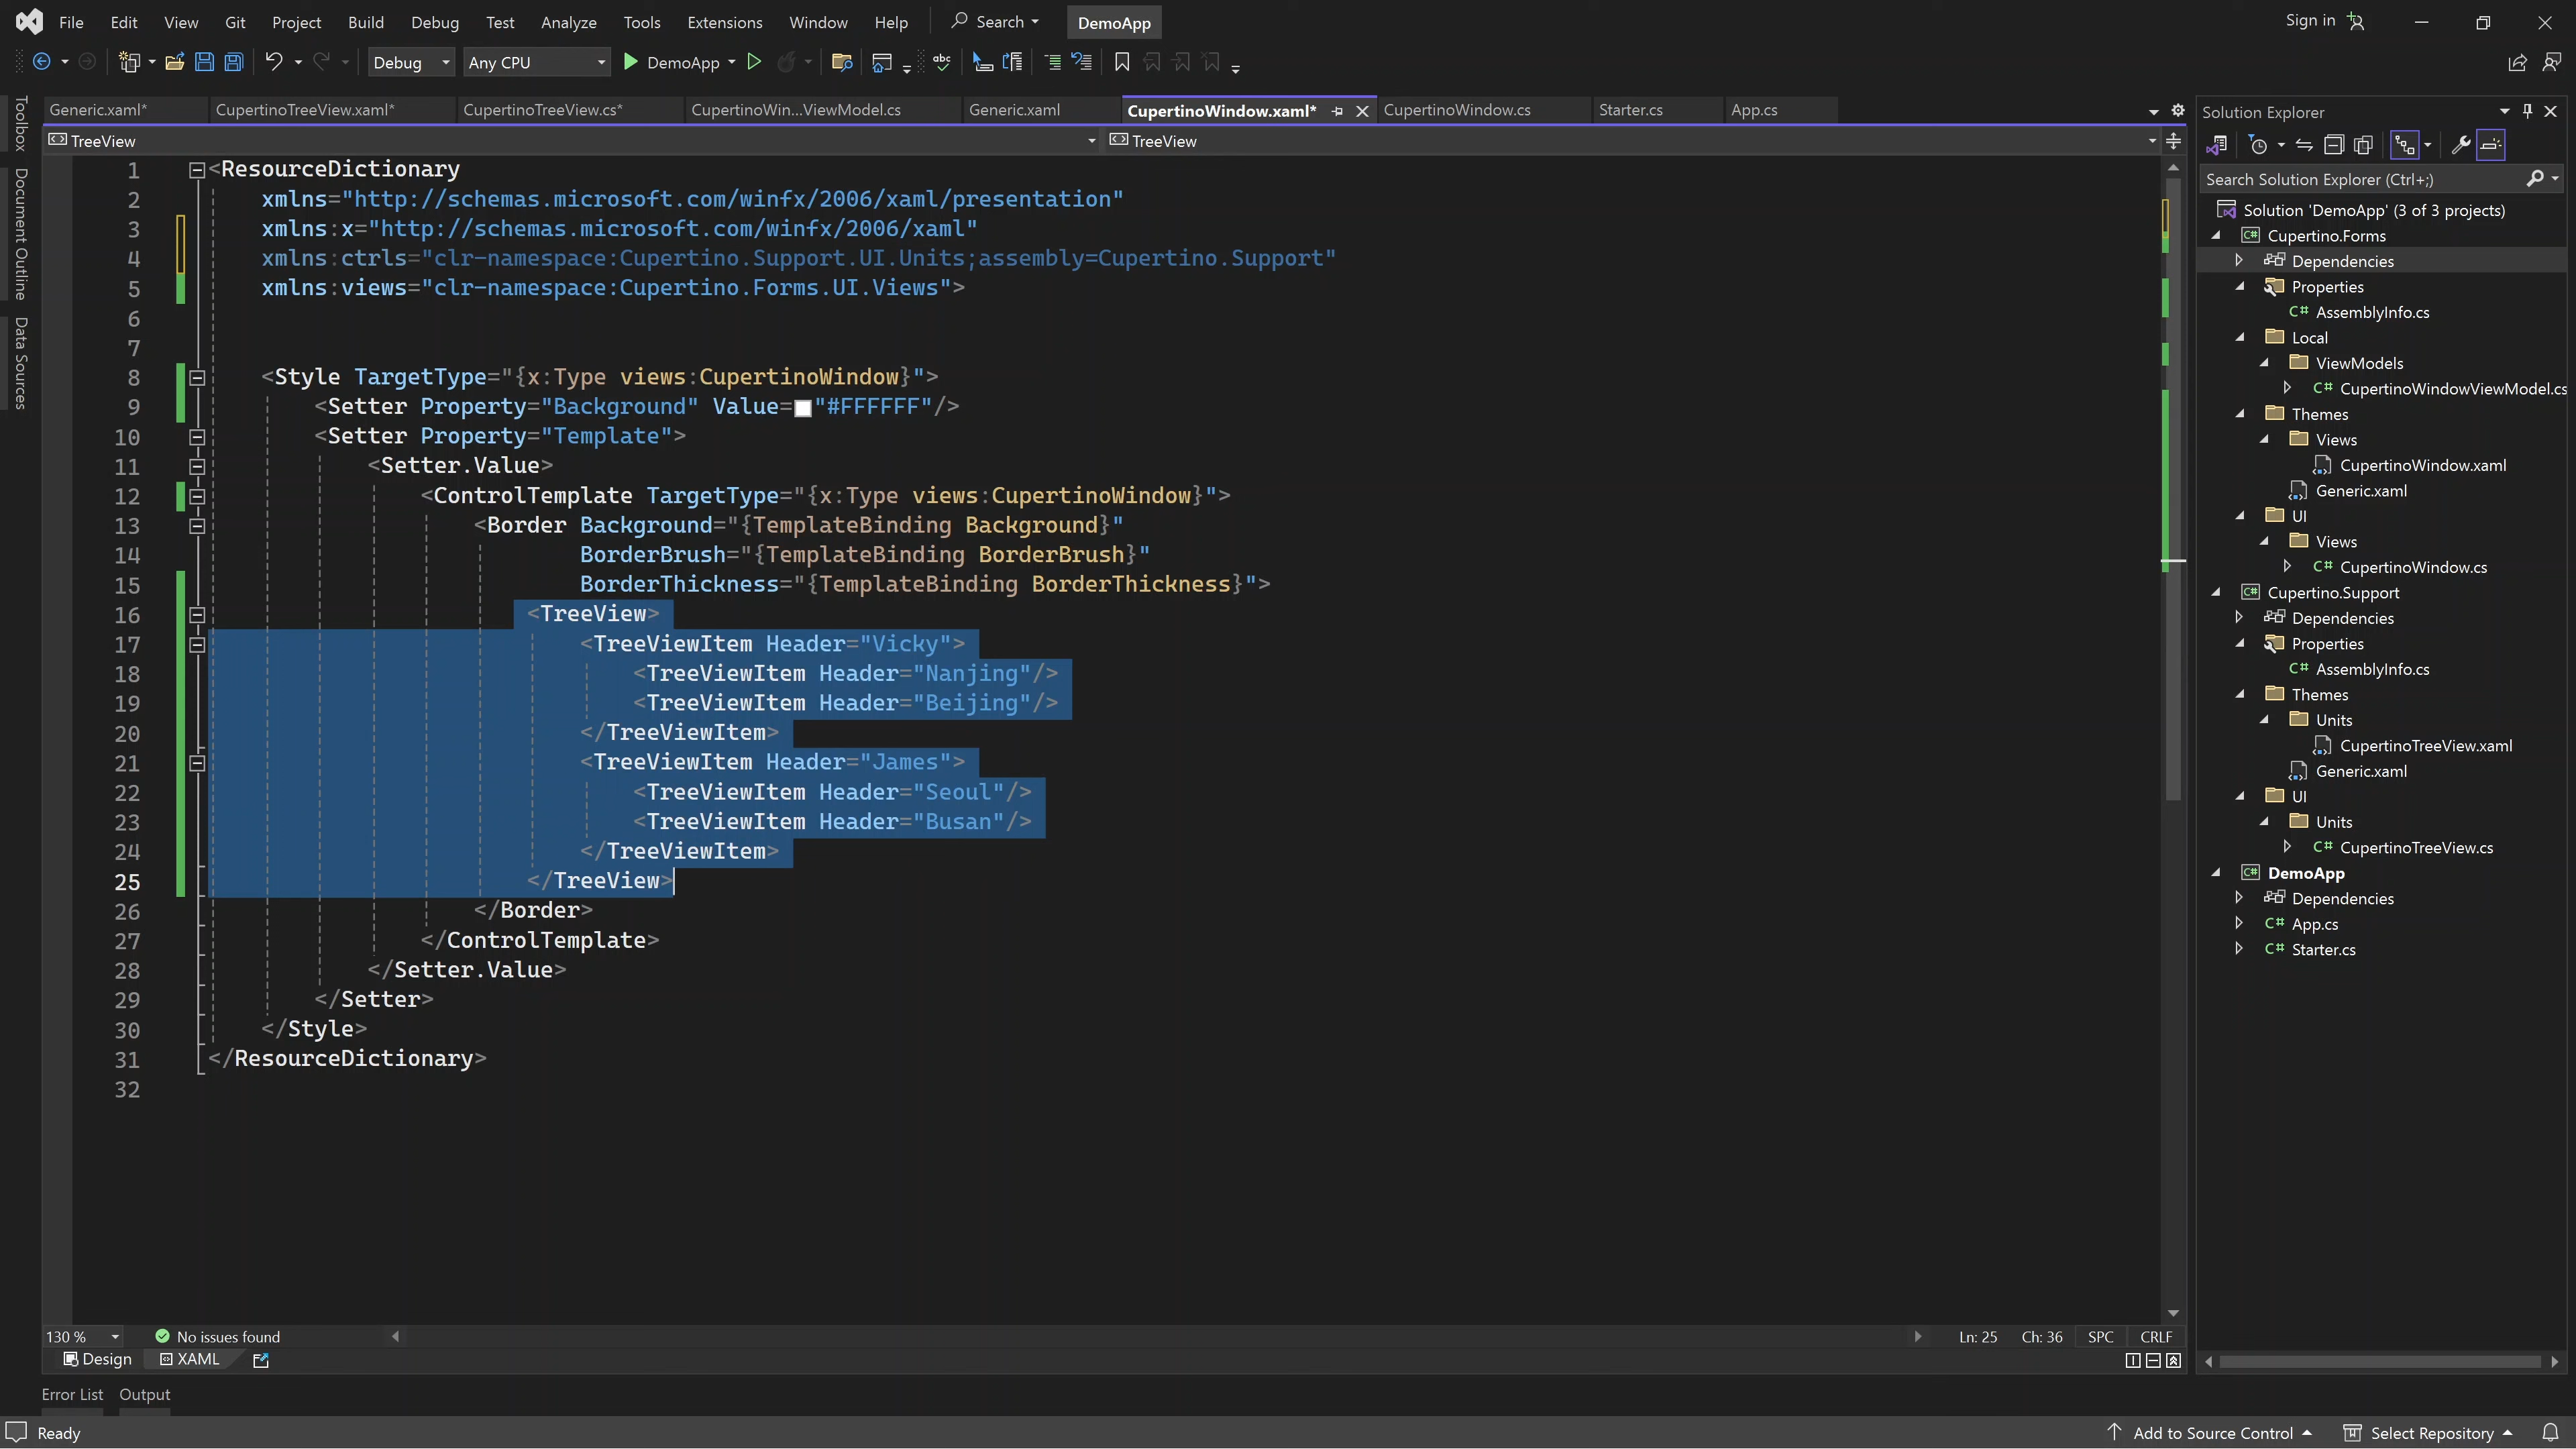 File Edit View Git Project Build Debug Test Analyze Tools Extensions Window Help Search DemoApp Sign in
Debug Any CPU DemoApp
Toolbox
Document Outline
Data Sources
Generic.xaml* CupertinoTreeView.xaml* CupertinoTreeView.cs* CupertinoWin...ViewModel.cs Generic.xaml CupertinoWindow.xaml* CupertinoWindow.cs Starter.cs App.cs
TreeView TreeView
1 <ResourceDictionary
2 xmlns="http://schemas.microsoft.com/winfx/2006/xaml/presentation"
3 xmlns:x="http://schemas.microsoft.com/winfx/2006/xaml"
4 xmlns:ctrls="clr-namespace:Cupertino.Support.UI.Units;assembly=Cupertino.Support"
5 xmlns:views="clr-namespace:Cupertino.Forms.UI.Views">
6
7
8 <Style TargetType="{x:Type views:CupertinoWindow}">
9 <Setter Property="Background" Value="#FFFFFF"/>
10 <Setter Property="Template">
11 <Setter.Value>
12 <ControlTemplate TargetType="{x:Type views:CupertinoWindow}">
13 <Border Background="{TemplateBinding Background}"
14 BorderBrush="{TemplateBinding BorderBrush}"
15 BorderThickness="{TemplateBinding BorderThickness}">
16 <TreeView>
17 <TreeViewItem Header="Vicky">
18 <TreeViewItem Header="Nanjing"/>
19 <TreeViewItem Header="Beijing"/>
20 </TreeViewItem>
21 <TreeViewItem Header="James">
22 <TreeViewItem Header="Seoul"/>
23 <TreeViewItem Header="Busan"/>
24 </TreeViewItem>
25 </TreeView>
26 </Border>
27 </ControlTemplate>
28 </Setter.Value>
29 </Setter>
30 </Style>
31 </ResourceDictionary>
32
130 % No issues found Ln: 25 Ch: 36 SPC CRLF
Design XAML
Error List Output
Ready Add to Source Control Select Repository
Solution Explorer
Search Solution Explorer (Ctrl+;)
Solution 'DemoApp' (3 of 3 projects)
Cupertino.Forms
Dependencies
Properties
C# AssemblyInfo.cs
Local
ViewModels
C# CupertinoWindowViewModel.cs
Themes
Views
CupertinoWindow.xaml
Generic.xaml
UI
Views
C# CupertinoWindow.cs
Cupertino.Support
Dependencies
Properties
C# AssemblyInfo.cs
Themes
Units
CupertinoTreeView.xaml
Generic.xaml
UI
Units
C# CupertinoTreeView.cs
DemoApp
Dependencies
C# App.cs
C# Starter.cs